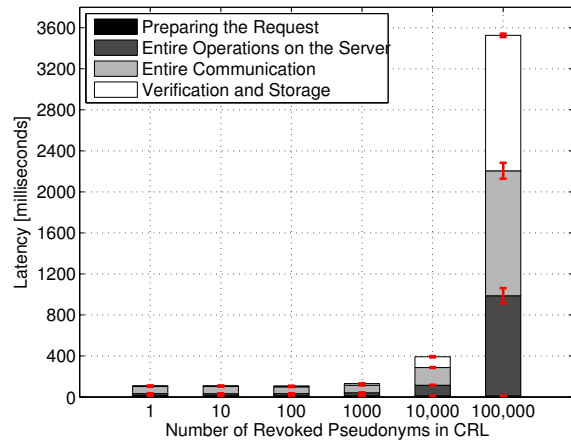 3600
3200
2800
2400
2000
1600
1200
800
400
0
Latency [milliseconds]
Preparing the Request
Entire Operations on the Server
Entire Communication
Verification and Storage
1 10 100 1000 10,000 100,000
Number of Revoked Pseudonyms in CRL